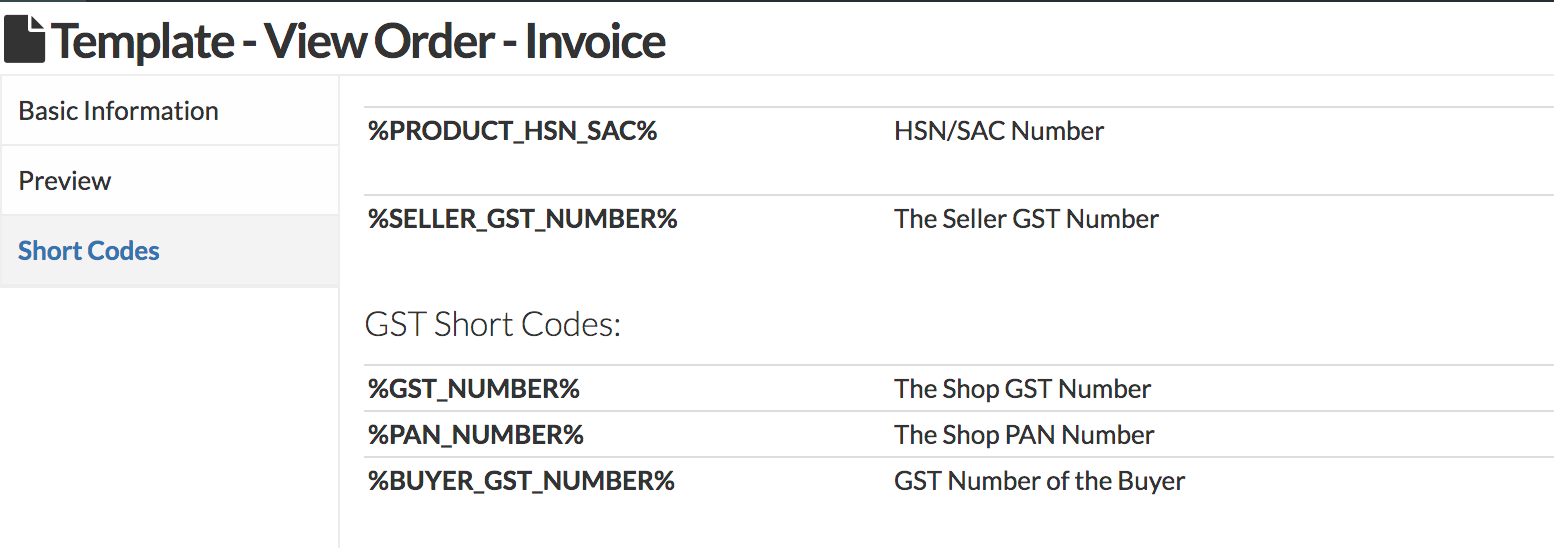 Template - View Order - Invoice
Basic Information
Preview
Short Codes
%PRODUCT_HSN_SAC% HSN/SAC Number
%SELLER_GST_NUMBER% The Seller GST Number
GST Short Codes:
%GST_NUMBER% The Shop GST Number
%PAN_NUMBER% The Shop PAN Number
%BUYER_GST_NUMBER% GST Number of the Buyer